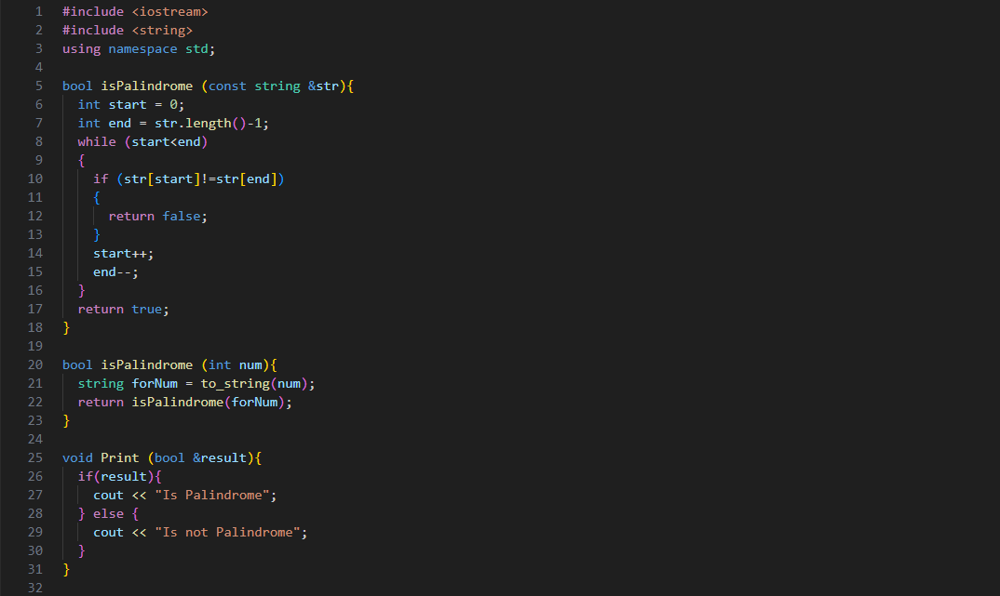 1 #include <iostream>
2 #include <string>
3 using namespace std;
4
5 bool isPalindrome (const string &str){
6   int start = 0;
7   int end = str.length()-1;
8   while (start<end)
9   {
10     if (str[start]!=str[end])
11     {
12       return false;
13     }
14     start++;
15     end--;
16   }
17   return true;
18 }
19
20 bool isPalindrome (int num){
21   string forNum = to_string(num);
22   return isPalindrome(forNum);
23 }
24
25 void Print (bool &result){
26   if(result){
27     cout << "Is Palindrome";
28   } else {
29     cout << "Is not Palindrome";
30   }
31 }
32